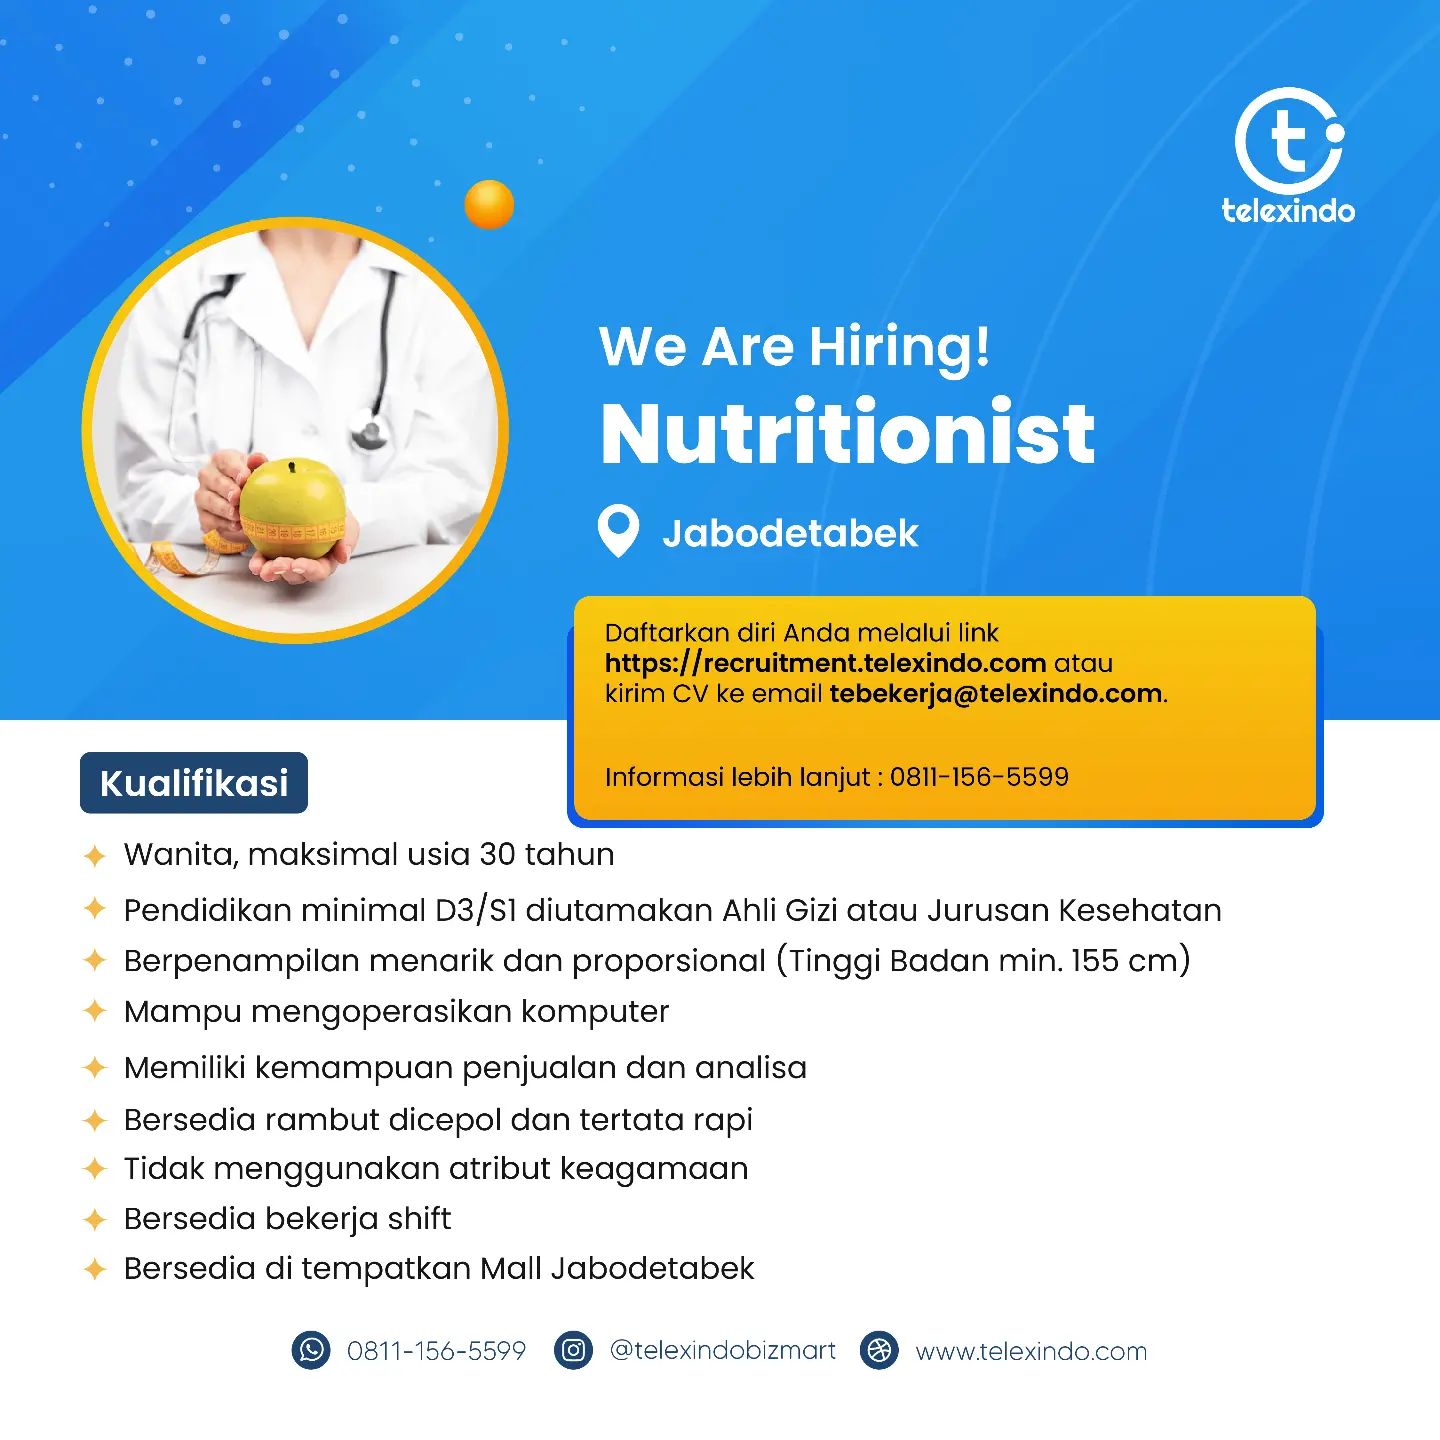 telexindo
We Are Hiring!
Nutritionist
Jabodetabek
Daftarkan diri Anda melalui link
https://recruitment.telexindo.com atau
kirim CV ke email tebekerja@telexindo.com.
Informasi lebih lanjut : 0811-156-5599
Kualifikasi
Wanita, maksimal usia 30 tahun
Pendidikan minimal D3/S1 diutamakan Ahli Gizi atau Jurusan Kesehatan
Berpenampilan menarik dan proporsional (Tinggi Badan min. 155 cm)
Mampu mengoperasikan komputer
Memiliki kemampuan penjualan dan analisa
Bersedia rambut dicepol dan tertata rapi
Tidak menggunakan atribut keagamaan
Bersedia bekerja shift
Bersedia di tempatkan Mall Jabodetabek
0811-156-5599 @telexindobizmart www.telexindo.com